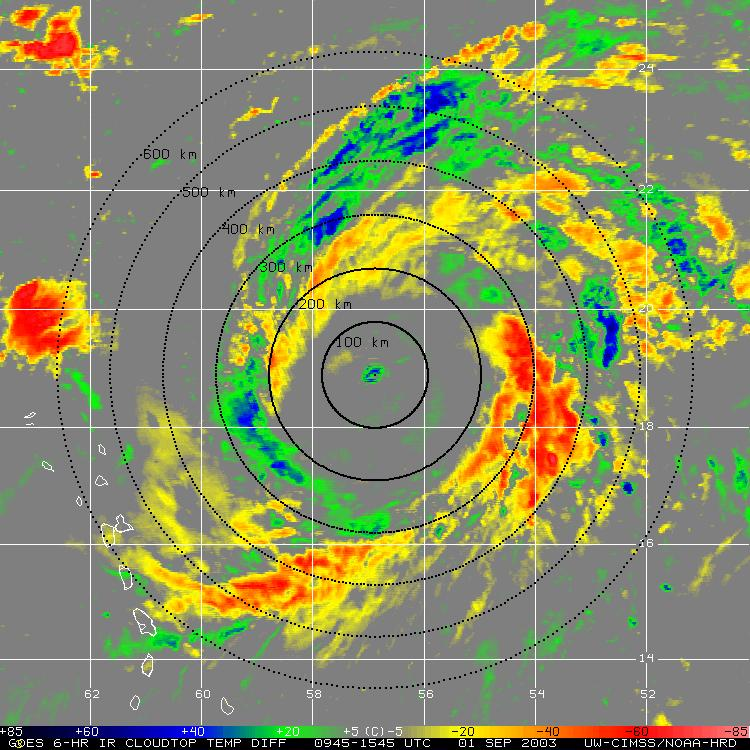 24
600 km
22
500 km
400 km
300 km
20
200 km
100 km
18
16
14
62 60 58 56 54 52
+85 +60 +40 +20 +5 (C) -5 -20 -40 -60 -85
GOES 6-HR IR CLOUDTOP TEMP DIFF 0945-1545 UTC 01 SEP 2003 UW-CIMSS/NOAA/HRD